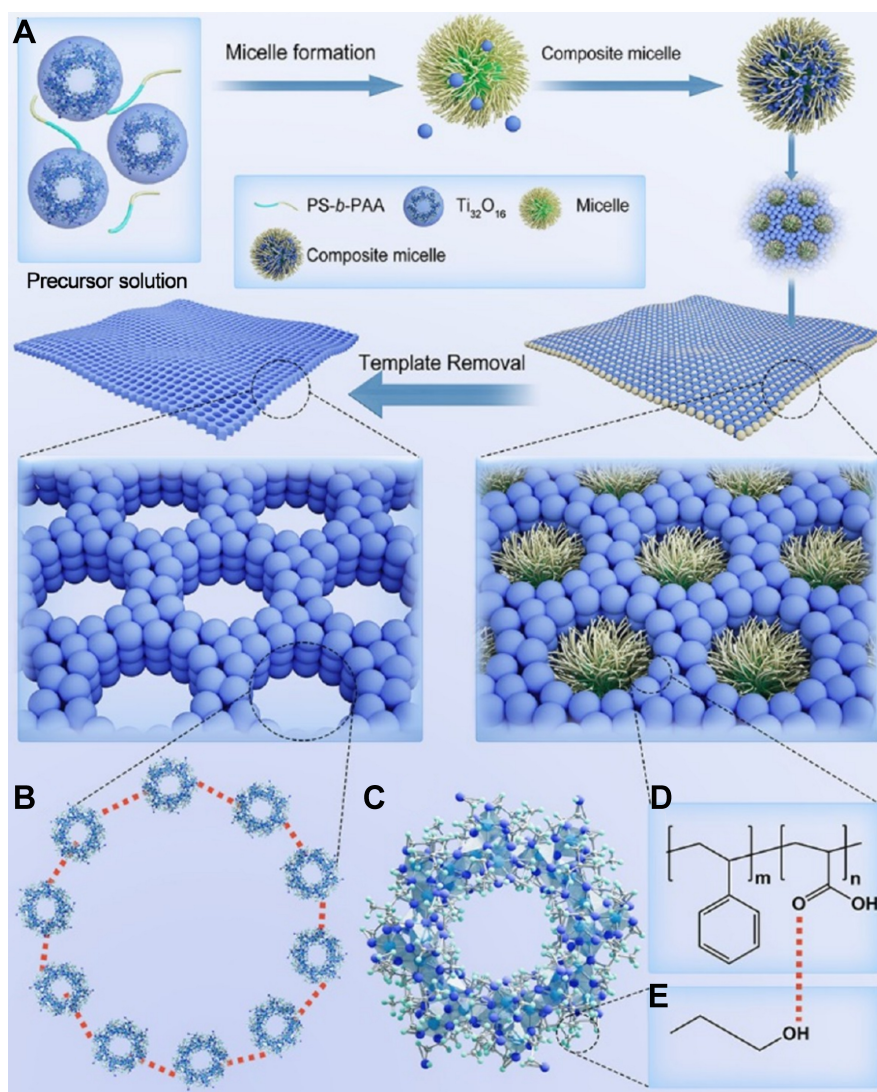 A
Micelle formation
Composite micelle
PS-b-PAA
Ti32O16
Micelle
Composite micelle
Precursor solution
Template Removal
B
C
D
m
n
O
OH
E
OH